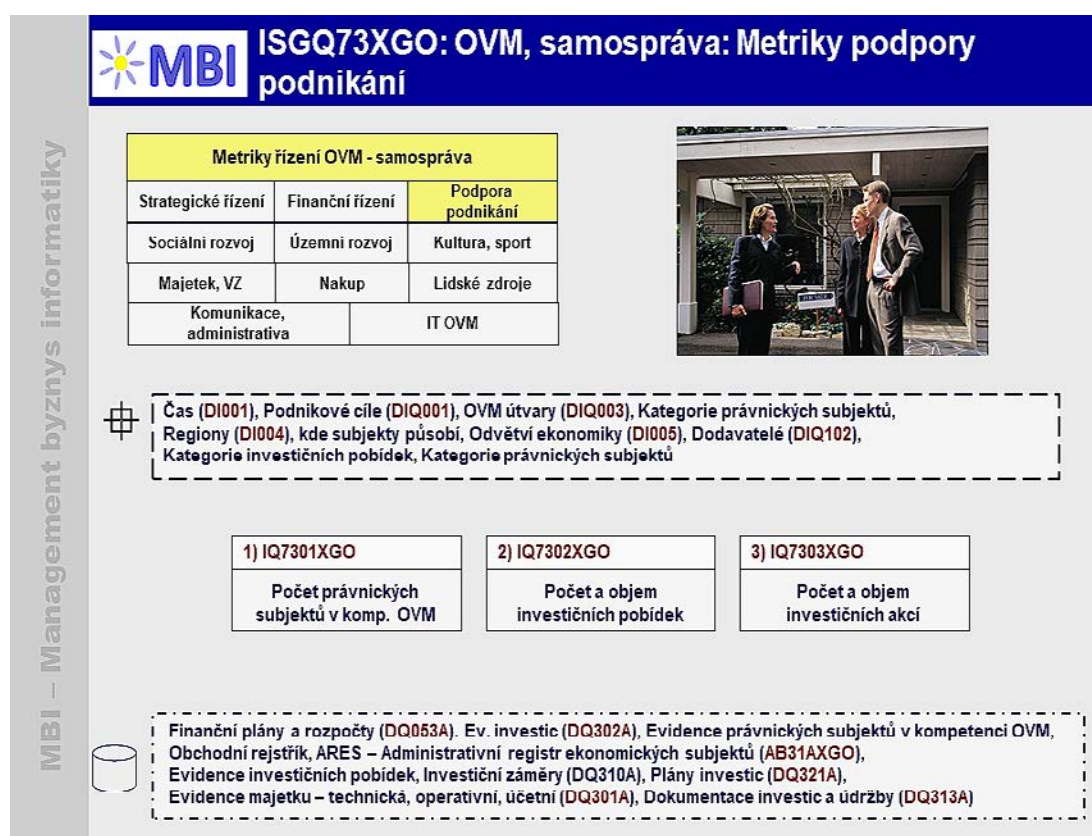 MBI – Management byznys informatiky
MBI
ISGQ73XGO: OVM, samospráva: Metriky podpory
podnikání
Metriky řízení OVM - samospráva
Strategické řízení
Finanční řízení
Podpora
podnikání
Sociální rozvoj
Územní rozvoj
Kultura, sport
Majetek, VZ
Nakup
Lidské zdroje
Komunikace,
administrativa
IT OVM
FOR SALE
Čas (DI001), Podnikové cíle (DIQ001), OVM útvary (DIQ003), Kategorie právnických subjektů,
Regiony (DI004), kde subjekty působí, Odvětví ekonomiky (DI005), Dodavatelé (DIQ102),
Kategorie investičních pobídek, Kategorie právnických subjektů
1) IQ7301XGO
Počet právnických
subjektů v komp. OVM
2) IQ7302XGO
Počet a objem
investičních pobídek
3) IQ7303XGO
Počet a objem
investičních akcí
Finanční plány a rozpočty (DQ053A). Ev. investic (DQ302A), Evidence právnických subjektů v kompetenci OVM,
Obchodní rejstřík, ARES – Administrativní registr ekonomických subjektů (AB31AXGO),
Evidence investičních pobídek, Investiční záměry (DQ310A), Plány investic (DQ321A),
Evidence majetku – technická, operativní, účetní (DQ301A), Dokumentace investic a údržby (DQ313A)